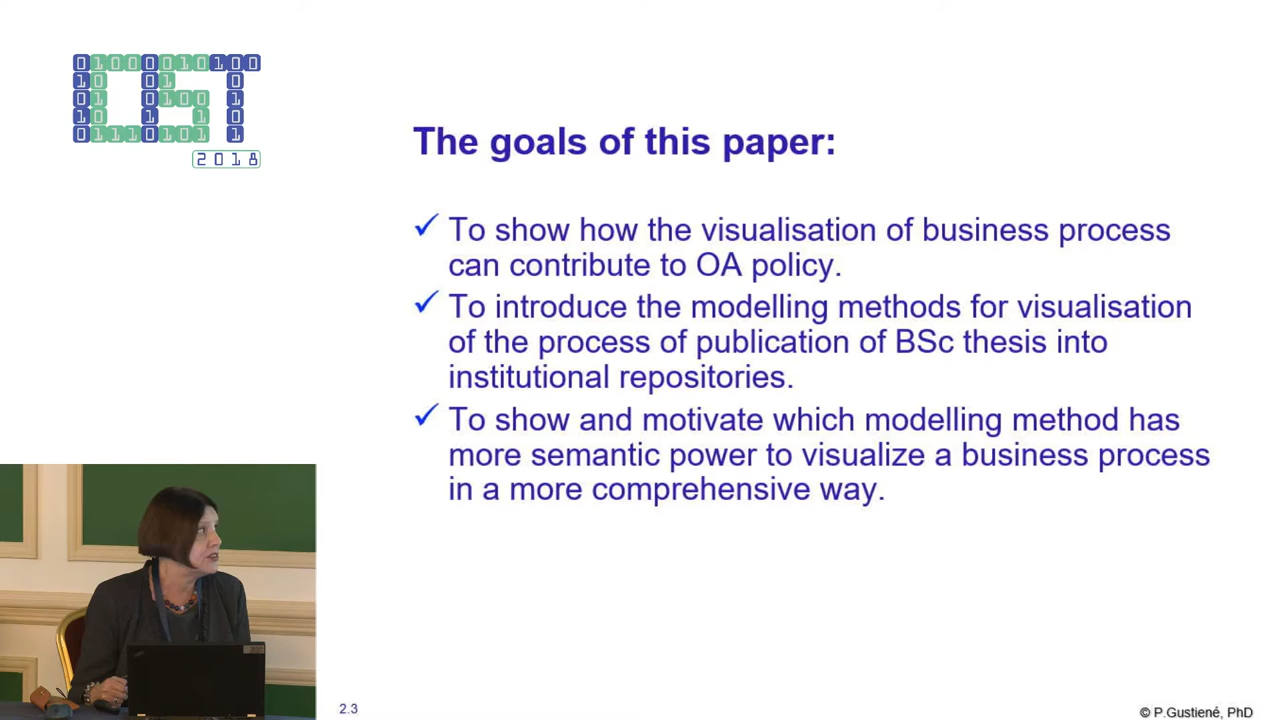 2018
The goals of this paper:
✓ To show how the visualisation of business process
can contribute to OA policy.
✓ To introduce the modelling methods for visualisation
of the process of publication of BSc thesis into
institutional repositories.
✓ To show and motivate which modelling method has
more semantic power to visualize a business process
in a more comprehensive way.
2.3
© P.Gustiené, PhD